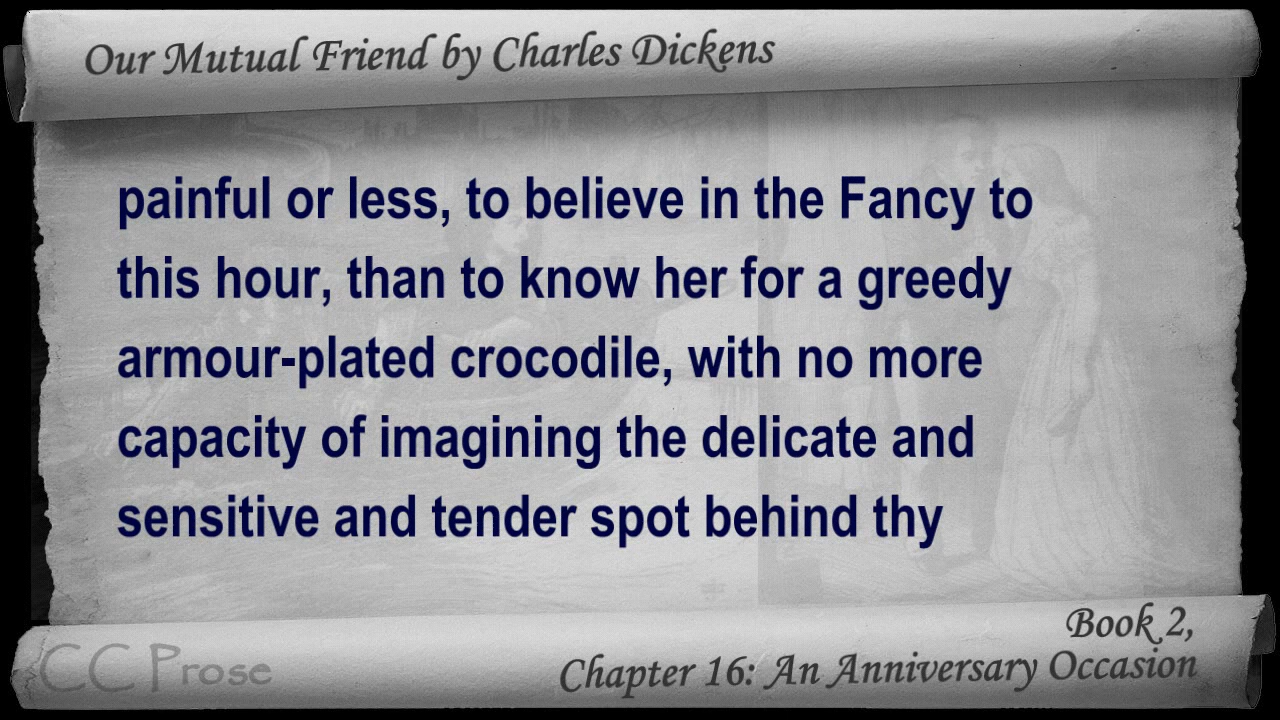 Our Mutual Friend by Charles Dickens
painful or less, to believe in the Fancy to
this hour, than to know her for a greedy
armour-plated crocodile, with no more
capacity of imagining the delicate and
sensitive and tender spot behind thy
Book 2,
CC Prose
Chapter 16: An Anniversary Occasion